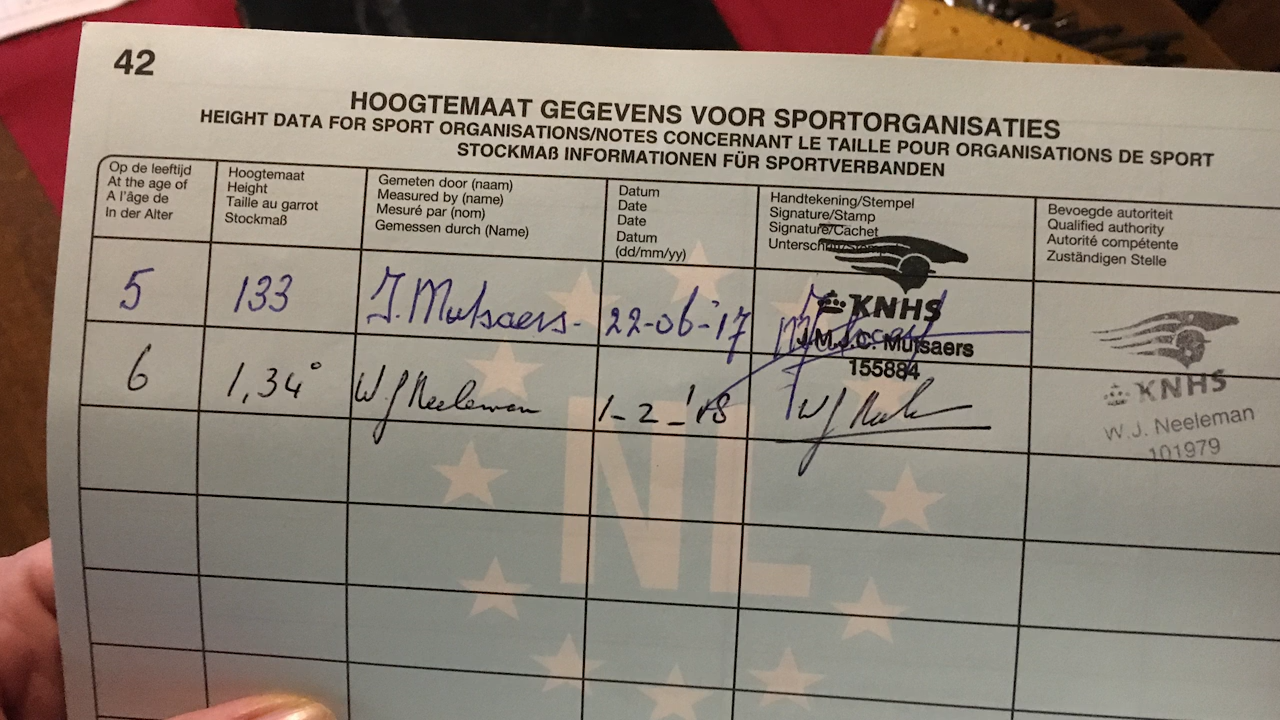 42
HOOGTEMAAT GEGEVENS VOOR SPORTORGANISATIES
HEIGHT DATA FOR SPORT ORGANISATIONS/NOTES CONCERNANT LE TAILLE POUR ORGANISATIONS DE SPORT
STOCKMAß INFORMATIONEN FÜR SPORTVERBANDEN
Op de leeftijd
At the age of
A l'âge de
In der Alter
Hoogtemaat
Height
Taille au garrot
Stockmaß
Gemeten door (naam)
Measured by (name)
Mesuré par (nom)
Gemessen durch (Name)
Datum
Date
Date
Datum
(dd/mm/yy)
Handtekening/Stempel
Signature/Stamp
Signature/Cachet
Unterschrift/Stempel
Bevoegde autoriteit
Qualified authority
Autorité compétente
Zuständigen Stelle
5 133 J. Mutsaers. 22-06-'17
KNHS
J.M.J.C. Mutsaers
155884
6 1,34° W J Neeleman 1-2-'18 W J
KNHS
W.J. Neeleman
101979
NL